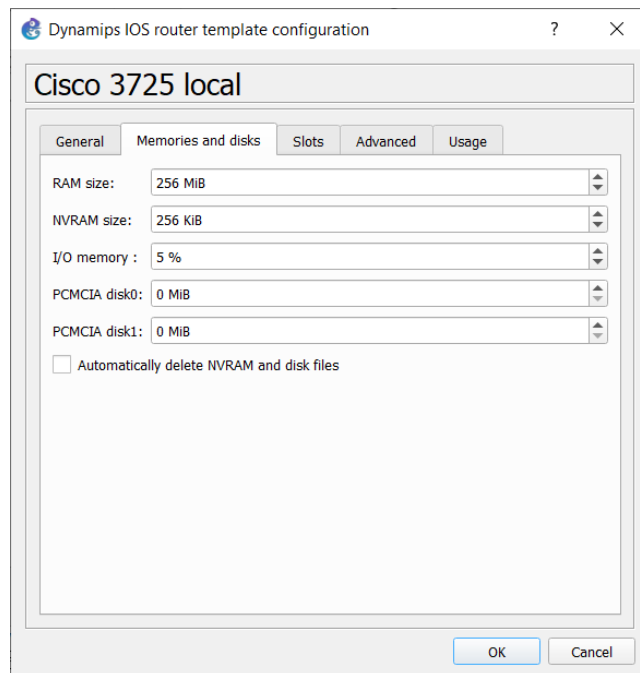 Dynamips IOS router template configuration ?
Cisco 3725 local
General Memories and disks Slots Advanced Usage
RAM size: 256 MiB
NVRAM size: 256 KiB
I/O memory : 5 %
PCMCIA disk0: 0 MiB
PCMCIA disk1: 0 MiB
Automatically delete NVRAM and disk files
OK Cancel